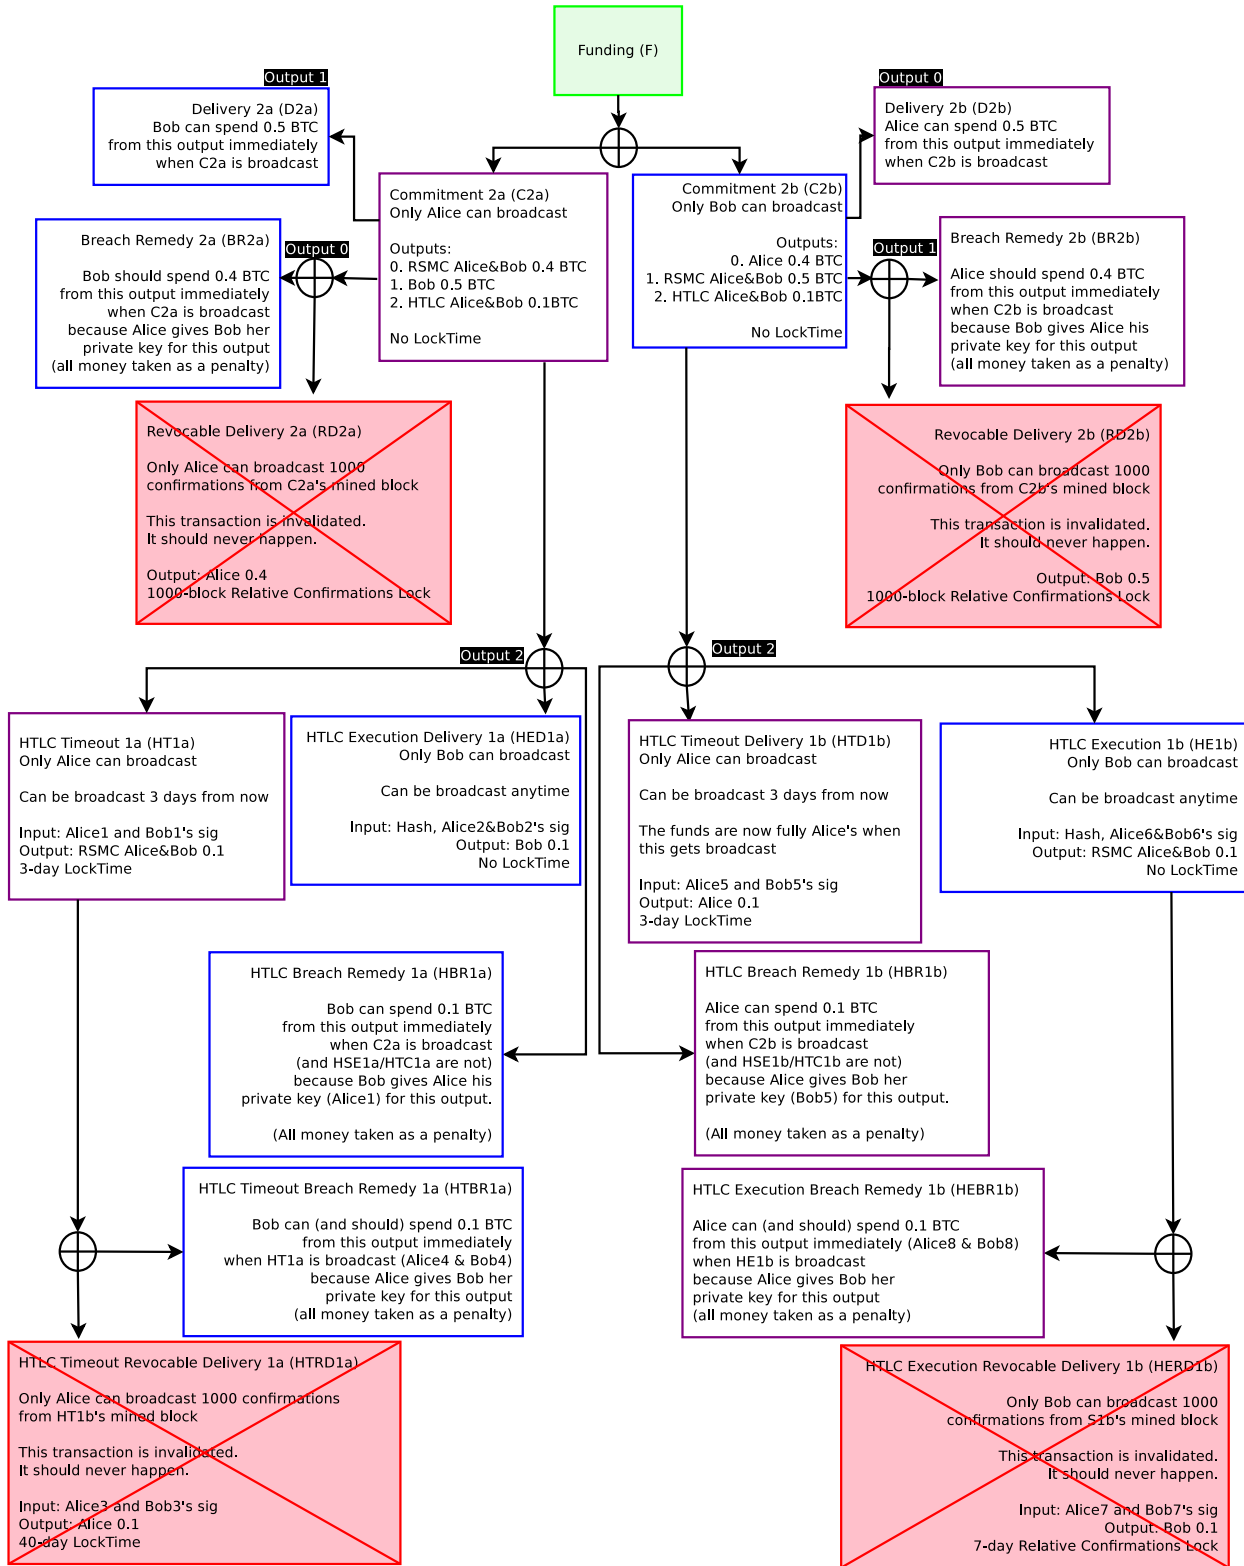 Funding (F)
Output 1
Delivery 2a (D2a)
Bob can spend 0.5 BTC
from this output immediately
when C2a is broadcast
Output 0
Delivery 2b (D2b)
Alice can spend 0.5 BTC
from this output immediately
when C2b is broadcast
Commitment 2a (C2a)
Only Alice can broadcast
Outputs:
0. RSMC Alice&Bob 0.4 BTC
1. Bob 0.5 BTC
2. HTLC Alice&Bob 0.1BTC
No LockTime
Commitment 2b (C2b)
Only Bob can broadcast
Outputs:
0. Alice 0.4 BTC
1. RSMC Alice&Bob 0.5 BTC
2. HTLC Alice&Bob 0.1BTC
No LockTime
Breach Remedy 2a (BR2a)
Bob should spend 0.4 BTC
from this output immediately
when C2a is broadcast
because Alice gives Bob her
private key for this output
(all money taken as a penalty)
Output 0
Output 1
Breach Remedy 2b (BR2b)
Alice should spend 0.4 BTC
from this output immediately
when C2b is broadcast
because Bob gives Alice his
private key for this output
(all money taken as a penalty)
Revocable Delivery 2a (RD2a)
Only Alice can broadcast 1000
confirmations from C2a's mined block
This transaction is invalidated.
It should never happen.
Output: Alice 0.4
1000-block Relative Confirmations Lock
Revocable Delivery 2b (RD2b)
Only Bob can broadcast 1000
confirmations from C2b's mined block
This transaction is invalidated.
It should never happen.
Output: Bob 0.5
1000-block Relative Confirmations Lock
Output 2
Output 2
HTLC Timeout 1a (HT1a)
Only Alice can broadcast
Can be broadcast 3 days from now
Input: Alice1 and Bob1's sig
Output: RSMC Alice&Bob 0.1
3-day LockTime
HTLC Execution Delivery 1a (HED1a)
Only Bob can broadcast
Can be broadcast anytime
Input: Hash, Alice2&Bob2's sig
Output: Bob 0.1
No LockTime
HTLC Timeout Delivery 1b (HTD1b)
Only Alice can broadcast
Can be broadcast 3 days from now
The funds are now fully Alice's when
this gets broadcast
Input: Alice5 and Bob5's sig
Output: Alice 0.1
3-day LockTime
HTLC Execution 1b (HE1b)
Only Bob can broadcast
Can be broadcast anytime
Input: Hash, Alice6&Bob6's sig
Output: RSMC Alice&Bob 0.1
No LockTime
HTLC Breach Remedy 1a (HBR1a)
Bob can spend 0.1 BTC
from this output immediately
when C2a is broadcast
(and HSE1a/HTC1a are not)
because Bob gives Alice his
private key (Alice1) for this output.
(All money taken as a penalty)
HTLC Breach Remedy 1b (HBR1b)
Alice can spend 0.1 BTC
from this output immediately
when C2b is broadcast
(and HSE1b/HTC1b are not)
because Alice gives Bob her
private key (Bob5) for this output.
(All money taken as a penalty)
HTLC Timeout Breach Remedy 1a (HTBR1a)
Bob can (and should) spend 0.1 BTC
from this output immediately
when HT1a is broadcast (Alice4 & Bob4)
because Alice gives Bob her
private key for this output
(all money taken as a penalty)
HTLC Execution Breach Remedy 1b (HEBR1b)
Alice can (and should) spend 0.1 BTC
from this output immediately (Alice8 & Bob8)
when HE1b is broadcast
because Alice gives Bob her
private key for this output
(all money taken as a penalty)
HTLC Timeout Revocable Delivery 1a (HTRD1a)
Only Alice can broadcast 1000 confirmations
from HT1b's mined block
This transaction is invalidated.
It should never happen.
Input: Alice3 and Bob3's sig
Output: Alice 0.1
40-day LockTime
HTLC Execution Revocable Delivery 1b (HERD1b)
Only Bob can broadcast 1000
confirmations from S1b's mined block
This transaction is invalidated.
It should never happen.
Input: Alice7 and Bob7's sig
Output: Bob 0.1
7-day Relative Confirmations Lock